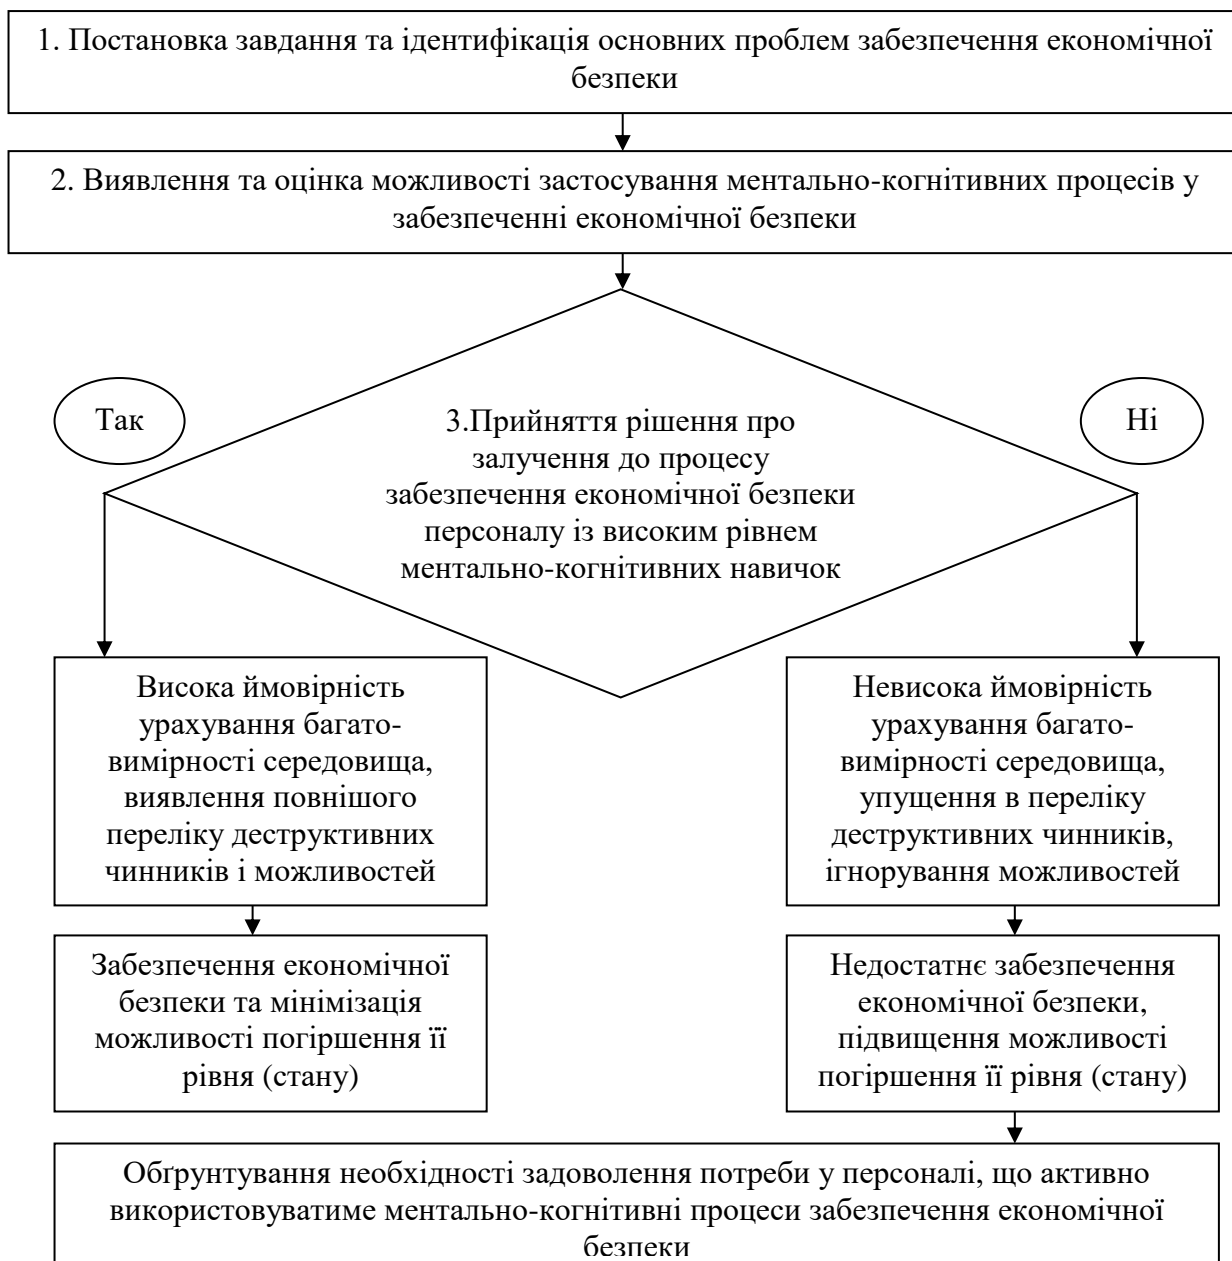 1. Постановка завдання та ідентифікація основних проблем забезпечення економічної
безпеки
2. Виявлення та оцінка можливості застосування ментально-когнітивних процесів у
забезпеченні економічної безпеки
Так
Ні
3.Прийняття рішення про
залучення до процесу
забезпечення економічної безпеки
персоналу із високим рівнем
ментально-когнітивних навичок
Висока ймовірність
урахування багато-
вимірності середовища,
виявлення повнішого
переліку деструктивних
чинників і можливостей
Невисока ймовірність
урахування багато-
вимірності середовища,
упущення в переліку
деструктивних чинників,
ігнорування можливостей
Забезпечення економічної
безпеки та мінімізація
можливості погіршення її
рівня (стану)
Недостатнє забезпечення
економічної безпеки,
підвищення можливості
погіршення її рівня (стану)
Обґрунтування необхідності задоволення потреби у персоналі, що активно
використовуватиме ментально-когнітивні процеси забезпечення економічної
безпеки